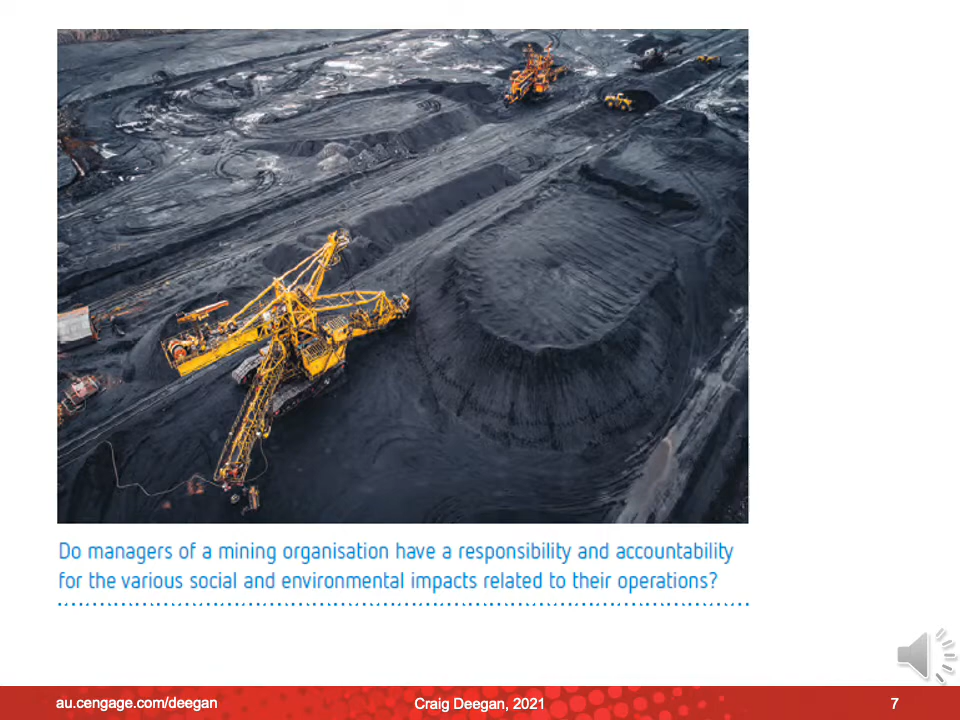 Do managers of a mining organisation have a responsibility and accountability
for the various social and environmental impacts related to their operations?
au.cengage.com/deegan
Craig Deegan, 2021
7